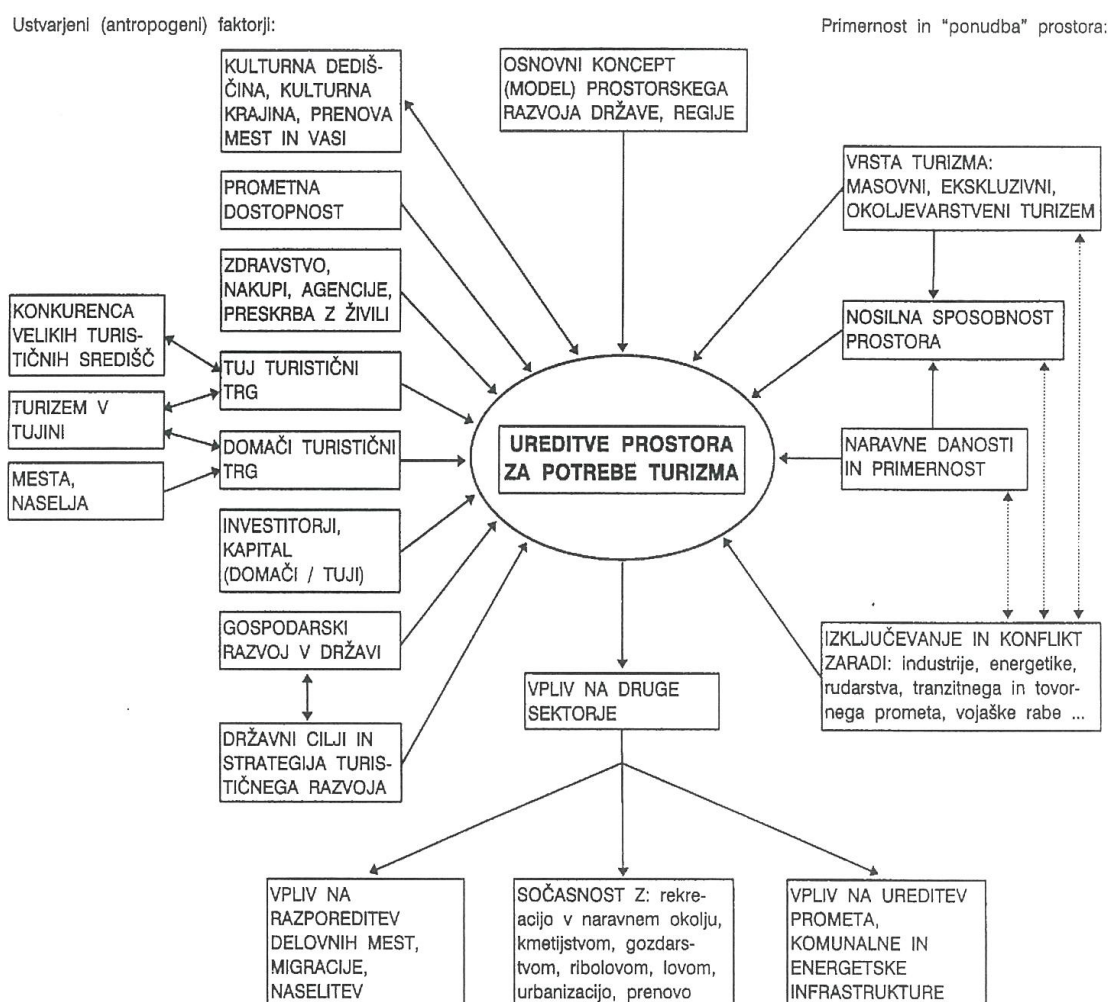 Ustvarjeni (antropogeni) faktorji:
Primernost in "ponudba" prostora:
KULTURNA DEDIŠ-
ČINA, KULTURNA
KRAJINA, PRENOVA
MEST IN VASI
OSNOVNI KONCEPT
(MODEL) PROSTORSKEGA
RAZVOJA DRŽAVE, REGIJE
VRSTA TURIZMA:
MASOVNI, EKSKLUZIVNI,
OKOLJEVARSTVENI TURIZEM
PROMETNA
DOSTOPNOST
ZDRAVSTVO,
NAKUPI, AGENCIJE,
PRESKRBA Z ŽIVILI
KONKURENCA
VELIKIH TURIS-
TIČNIH SREDIŠČ
NOSILNA SPOSOBNOST
PROSTORA
TUJ TURISTIČNI
TRG
TURIZEM V
TUJINI
DOMAČI TURISTIČNI
TRG
UREDITVE PROSTORA
ZA POTREBE TURIZMA
NARAVNE DANOSTI
IN PRIMERNOST
MESTA,
NASELJA
INVESTITORJI,
KAPITAL
(DOMAČI / TUJI)
GOSPODARSKI
RAZVOJ V DRŽAVI
IZKLJUČEVANJE IN KONFLIKT
ZARADI: industrije, energetike,
rudarstva, tranzitnega in tovor-
nega prometa, vojaške rabe ...
VPLIV NA DRUGE
SEKTORJE
DRŽAVNI CILJI IN
STRATEGIJA TURIS-
TIČNEGA RAZVOJA
VPLIV NA
RAZPOREDITEV
DELOVNIH MEST,
MIGRACIJE,
NASELITEV
SOČASNOST Z: rekre-
acijo v naravnem okolju,
kmetijstvom, gozdars-
tvom, ribolovom, lovom,
urbanizacijo, prenovo
VPLIV NA UREDITEV
PROMETA,
KOMUNALNE IN
ENERGETSKE
INFRASTRUKTURE